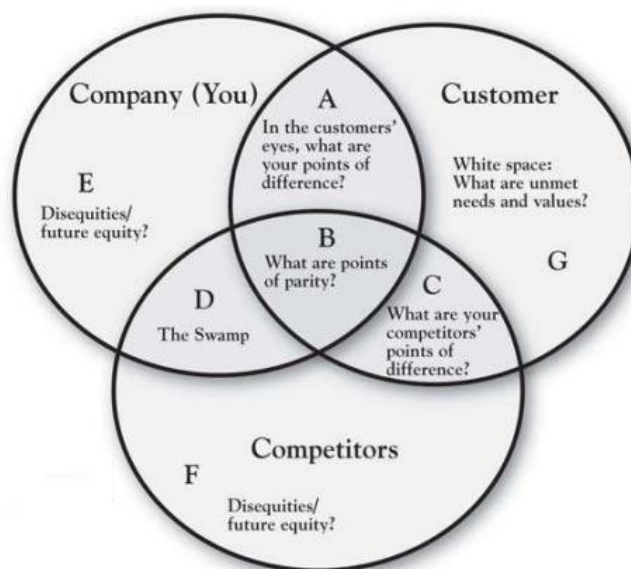 Company (You)
A
In the customers'
eyes, what are
your points of
difference?
Customer
White space:
What are unmet
needs and values?
G
E
Disequities/
future equity?
B
What are points
of parity?
D
The Swamp
C
What are your
competitors'
points of
difference?
Competitors
F
Disequities/
future equity?